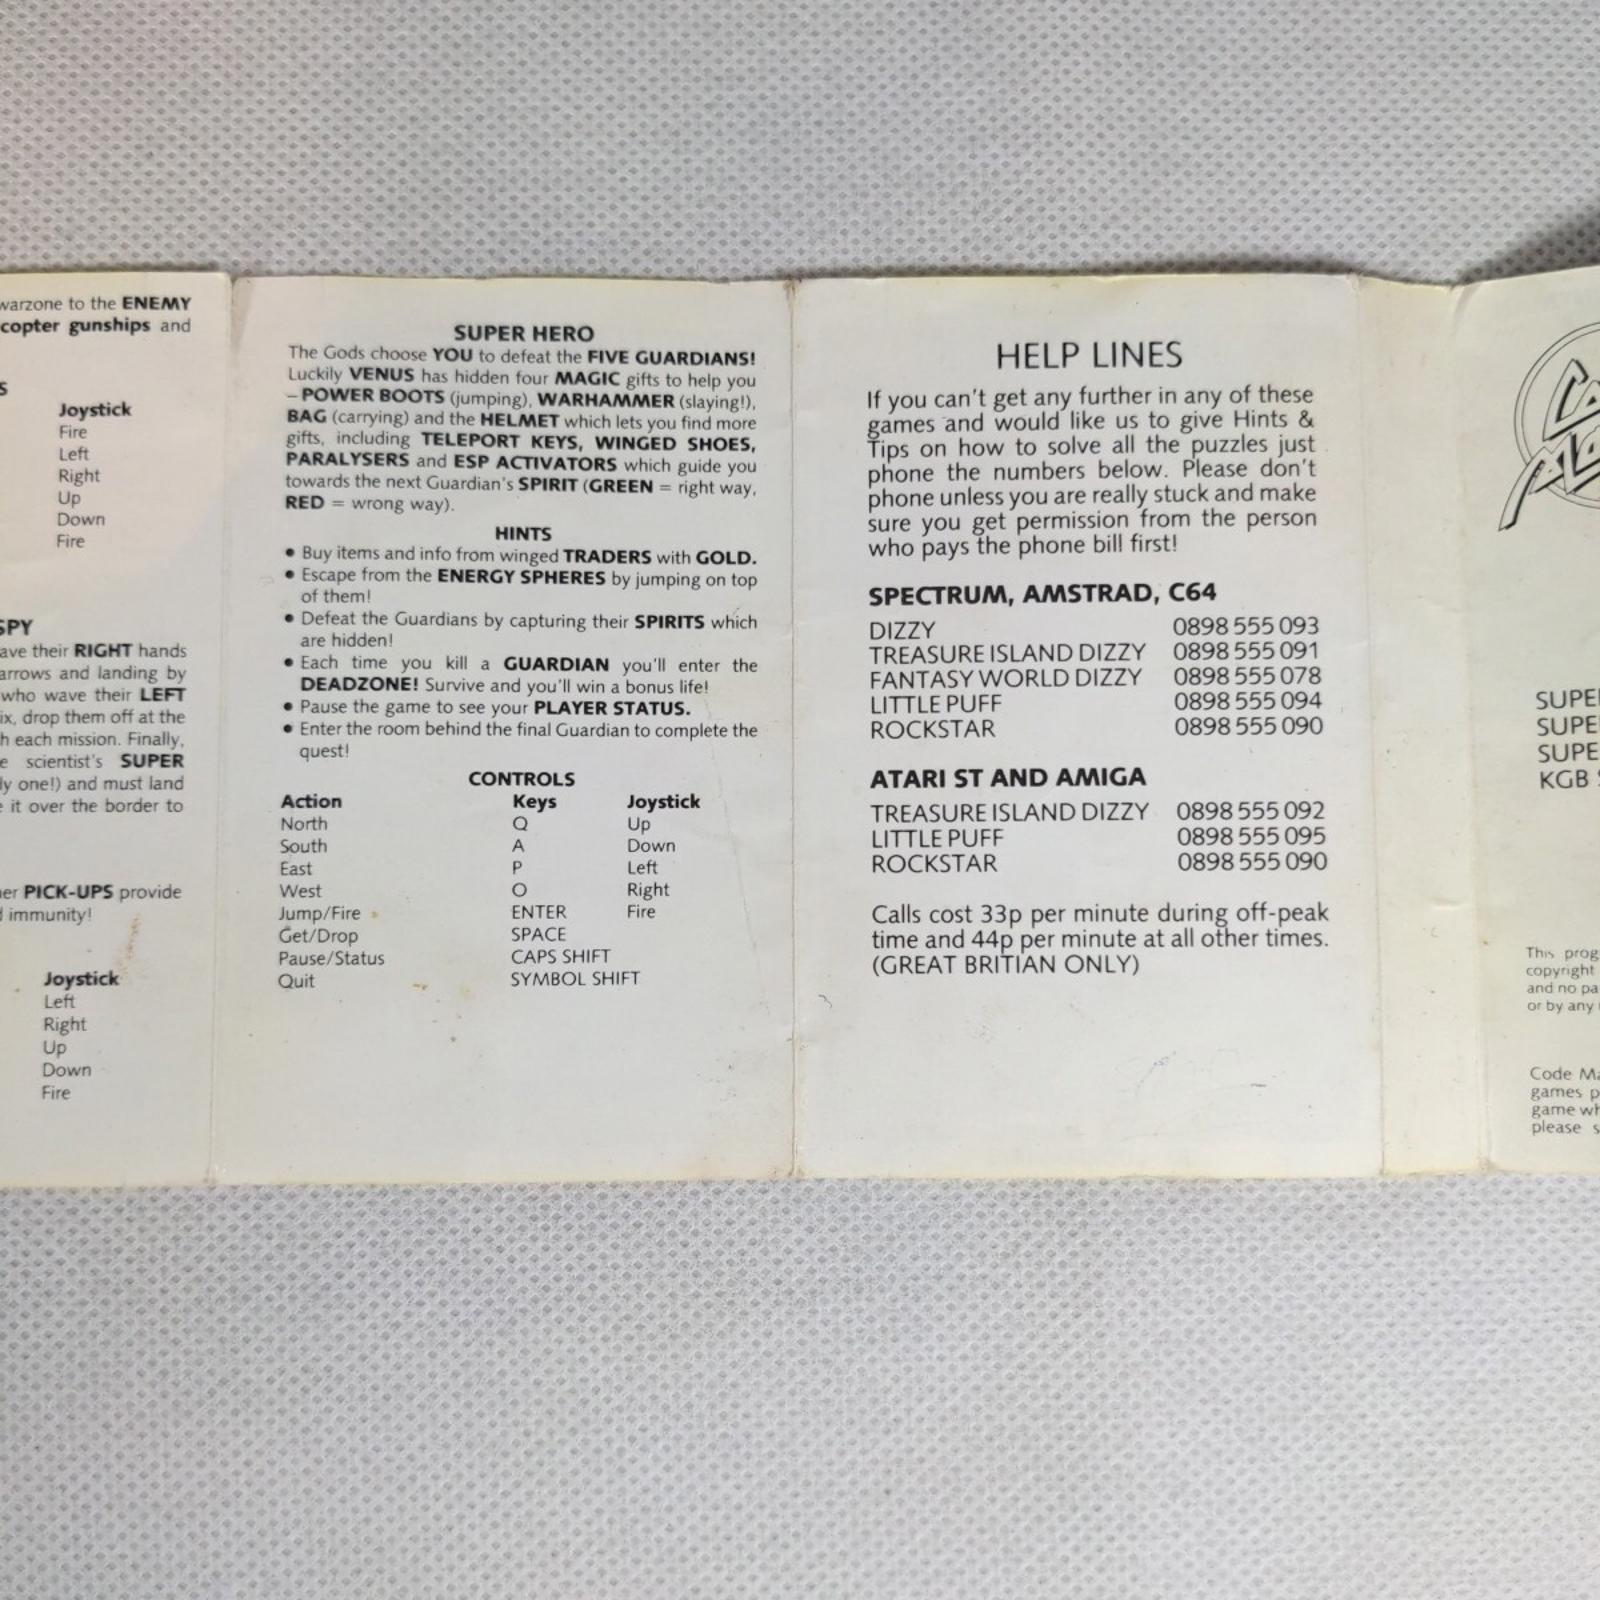 warzone to the ENEMY
copter gunships and
S
Joystick
Fire
Left
Right
Up
Down
Fire
SPY
ave their RIGHT hands
arrows and landing by
who wave their LEFT
ix, drop them off at the
h each mission. Finally,
e scientist's SUPER
ly one!) and must land
e it over the border to
er PICK-UPS provide
d immunity!
Joystick
Left
Right
Up
Down
Fire
SUPER HERO
The Gods choose YOU to defeat the FIVE GUARDIANS!
Luckily VENUS has hidden four MAGIC gifts to help you
– POWER BOOTS (jumping), WARHAMMER (slaying!),
BAG (carrying) and the HELMET which lets you find more
gifts, including TELEPORT KEYS, WINGED SHOES,
PARALYSERS and ESP ACTIVATORS which guide you
towards the next Guardian's SPIRIT (GREEN = right way,
RED = wrong way).
HINTS
• Buy items and info from winged TRADERS with GOLD.
• Escape from the ENERGY SPHERES by jumping on top
of them!
• Defeat the Guardians by capturing their SPIRITS which
are hidden!
• Each time you kill a GUARDIAN you'll enter the
DEADZONE! Survive and you'll win a bonus life!
• Pause the game to see your PLAYER STATUS.
• Enter the room behind the final Guardian to complete the
quest!
CONTROLS
Action Keys Joystick
North Q Up
South A Down
East P Left
West O Right
Jump/Fire ENTER Fire
Get/Drop SPACE
Pause/Status CAPS SHIFT
Quit SYMBOL SHIFT
HELP LINES
If you can't get any further in any of these
games and would like us to give Hints &
Tips on how to solve all the puzzles just
phone the numbers below. Please don't
phone unless you are really stuck and make
sure you get permission from the person
who pays the phone bill first!
SPECTRUM, AMSTRAD, C64
DIZZY 0898 555 093
TREASURE ISLAND DIZZY 0898 555 091
FANTASY WORLD DIZZY 0898 555 078
LITTLE PUFF 0898 555 094
ROCKSTAR 0898 555 090
ATARI ST AND AMIGA
TREASURE ISLAND DIZZY 0898 555 092
LITTLE PUFF 0898 555 095
ROCKSTAR 0898 555 090
Calls cost 33p per minute during off-peak
time and 44p per minute at all other times.
(GREAT BRITIAN ONLY)
SUPE
SUPE
SUPE
KGB
This prog
copyright
and no pa
or by any
Code Ma
games p
game wh
please s